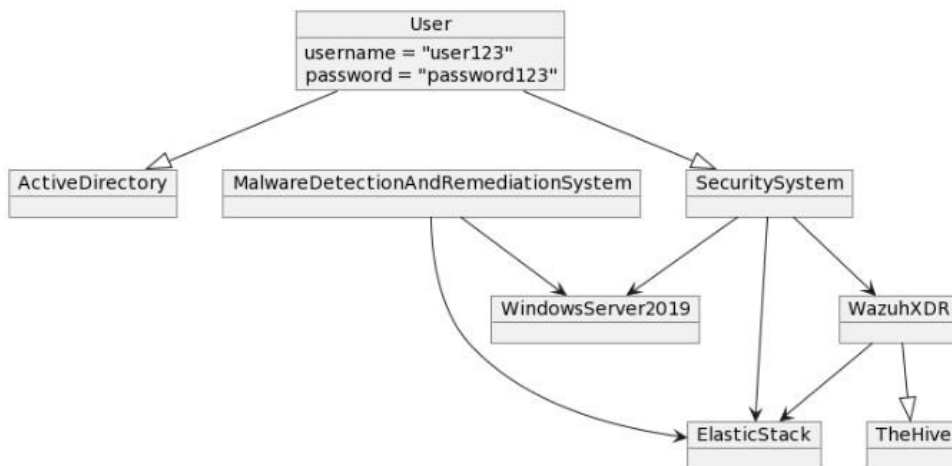 User
username = "user123"
password = "password123"
ActiveDirectory
MalwareDetectionAndRemediationSystem
SecuritySystem
WindowsServer2019
WazuhXDR
ElasticStack
TheHive